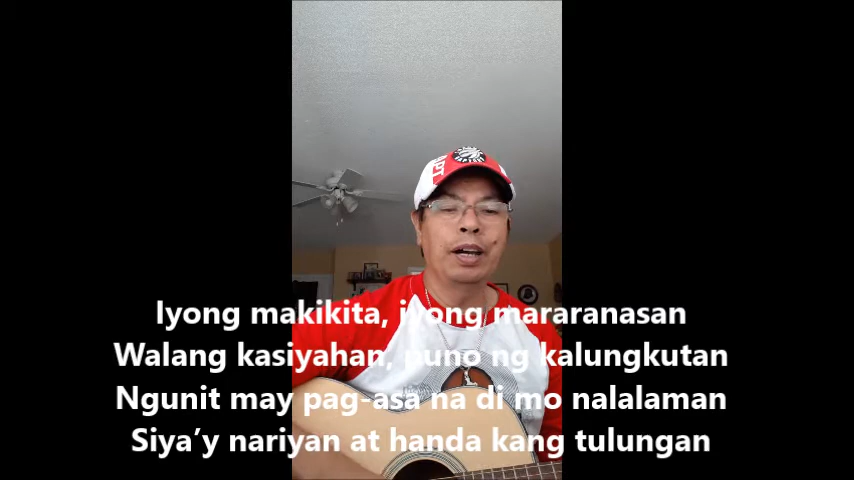 Iyong makikita, iyong mararanasan
Walang kasiyahan, puno ng kalungkutan
Ngunit may pag-asa na di mo nalalaman
Siya’y nariyan at handa kang tulungan